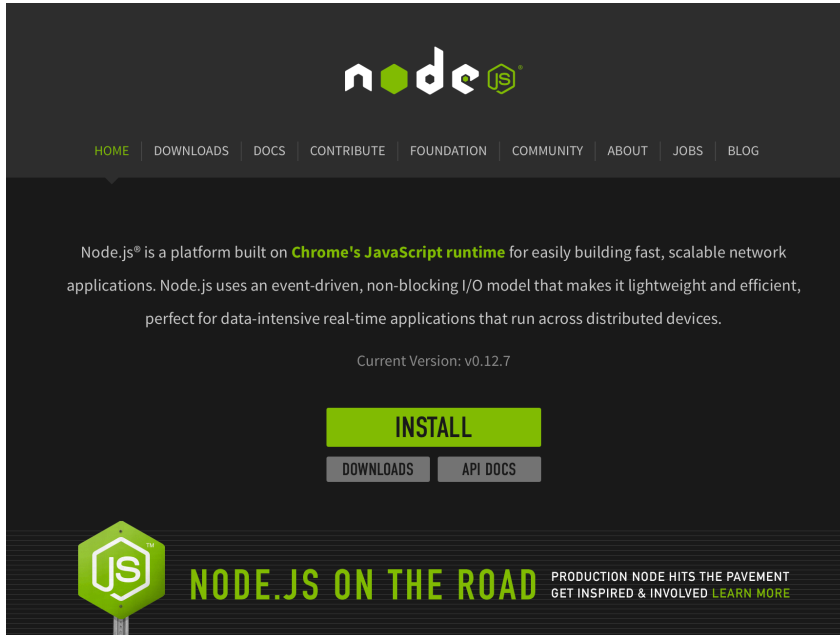 node JS®
HOME DOWNLOADS DOCS CONTRIBUTE FOUNDATION COMMUNITY ABOUT JOBS BLOG
Node.js® is a platform built on Chrome's JavaScript runtime for easily building fast, scalable network
applications. Node.js uses an event-driven, non-blocking I/O model that makes it lightweight and efficient,
perfect for data-intensive real-time applications that run across distributed devices.
Current Version: v0.12.7
INSTALL
DOWNLOADS API DOCS
JS™
NODE.JS ON THE ROAD
PRODUCTION NODE HITS THE PAVEMENT
GET INSPIRED & INVOLVED LEARN MORE